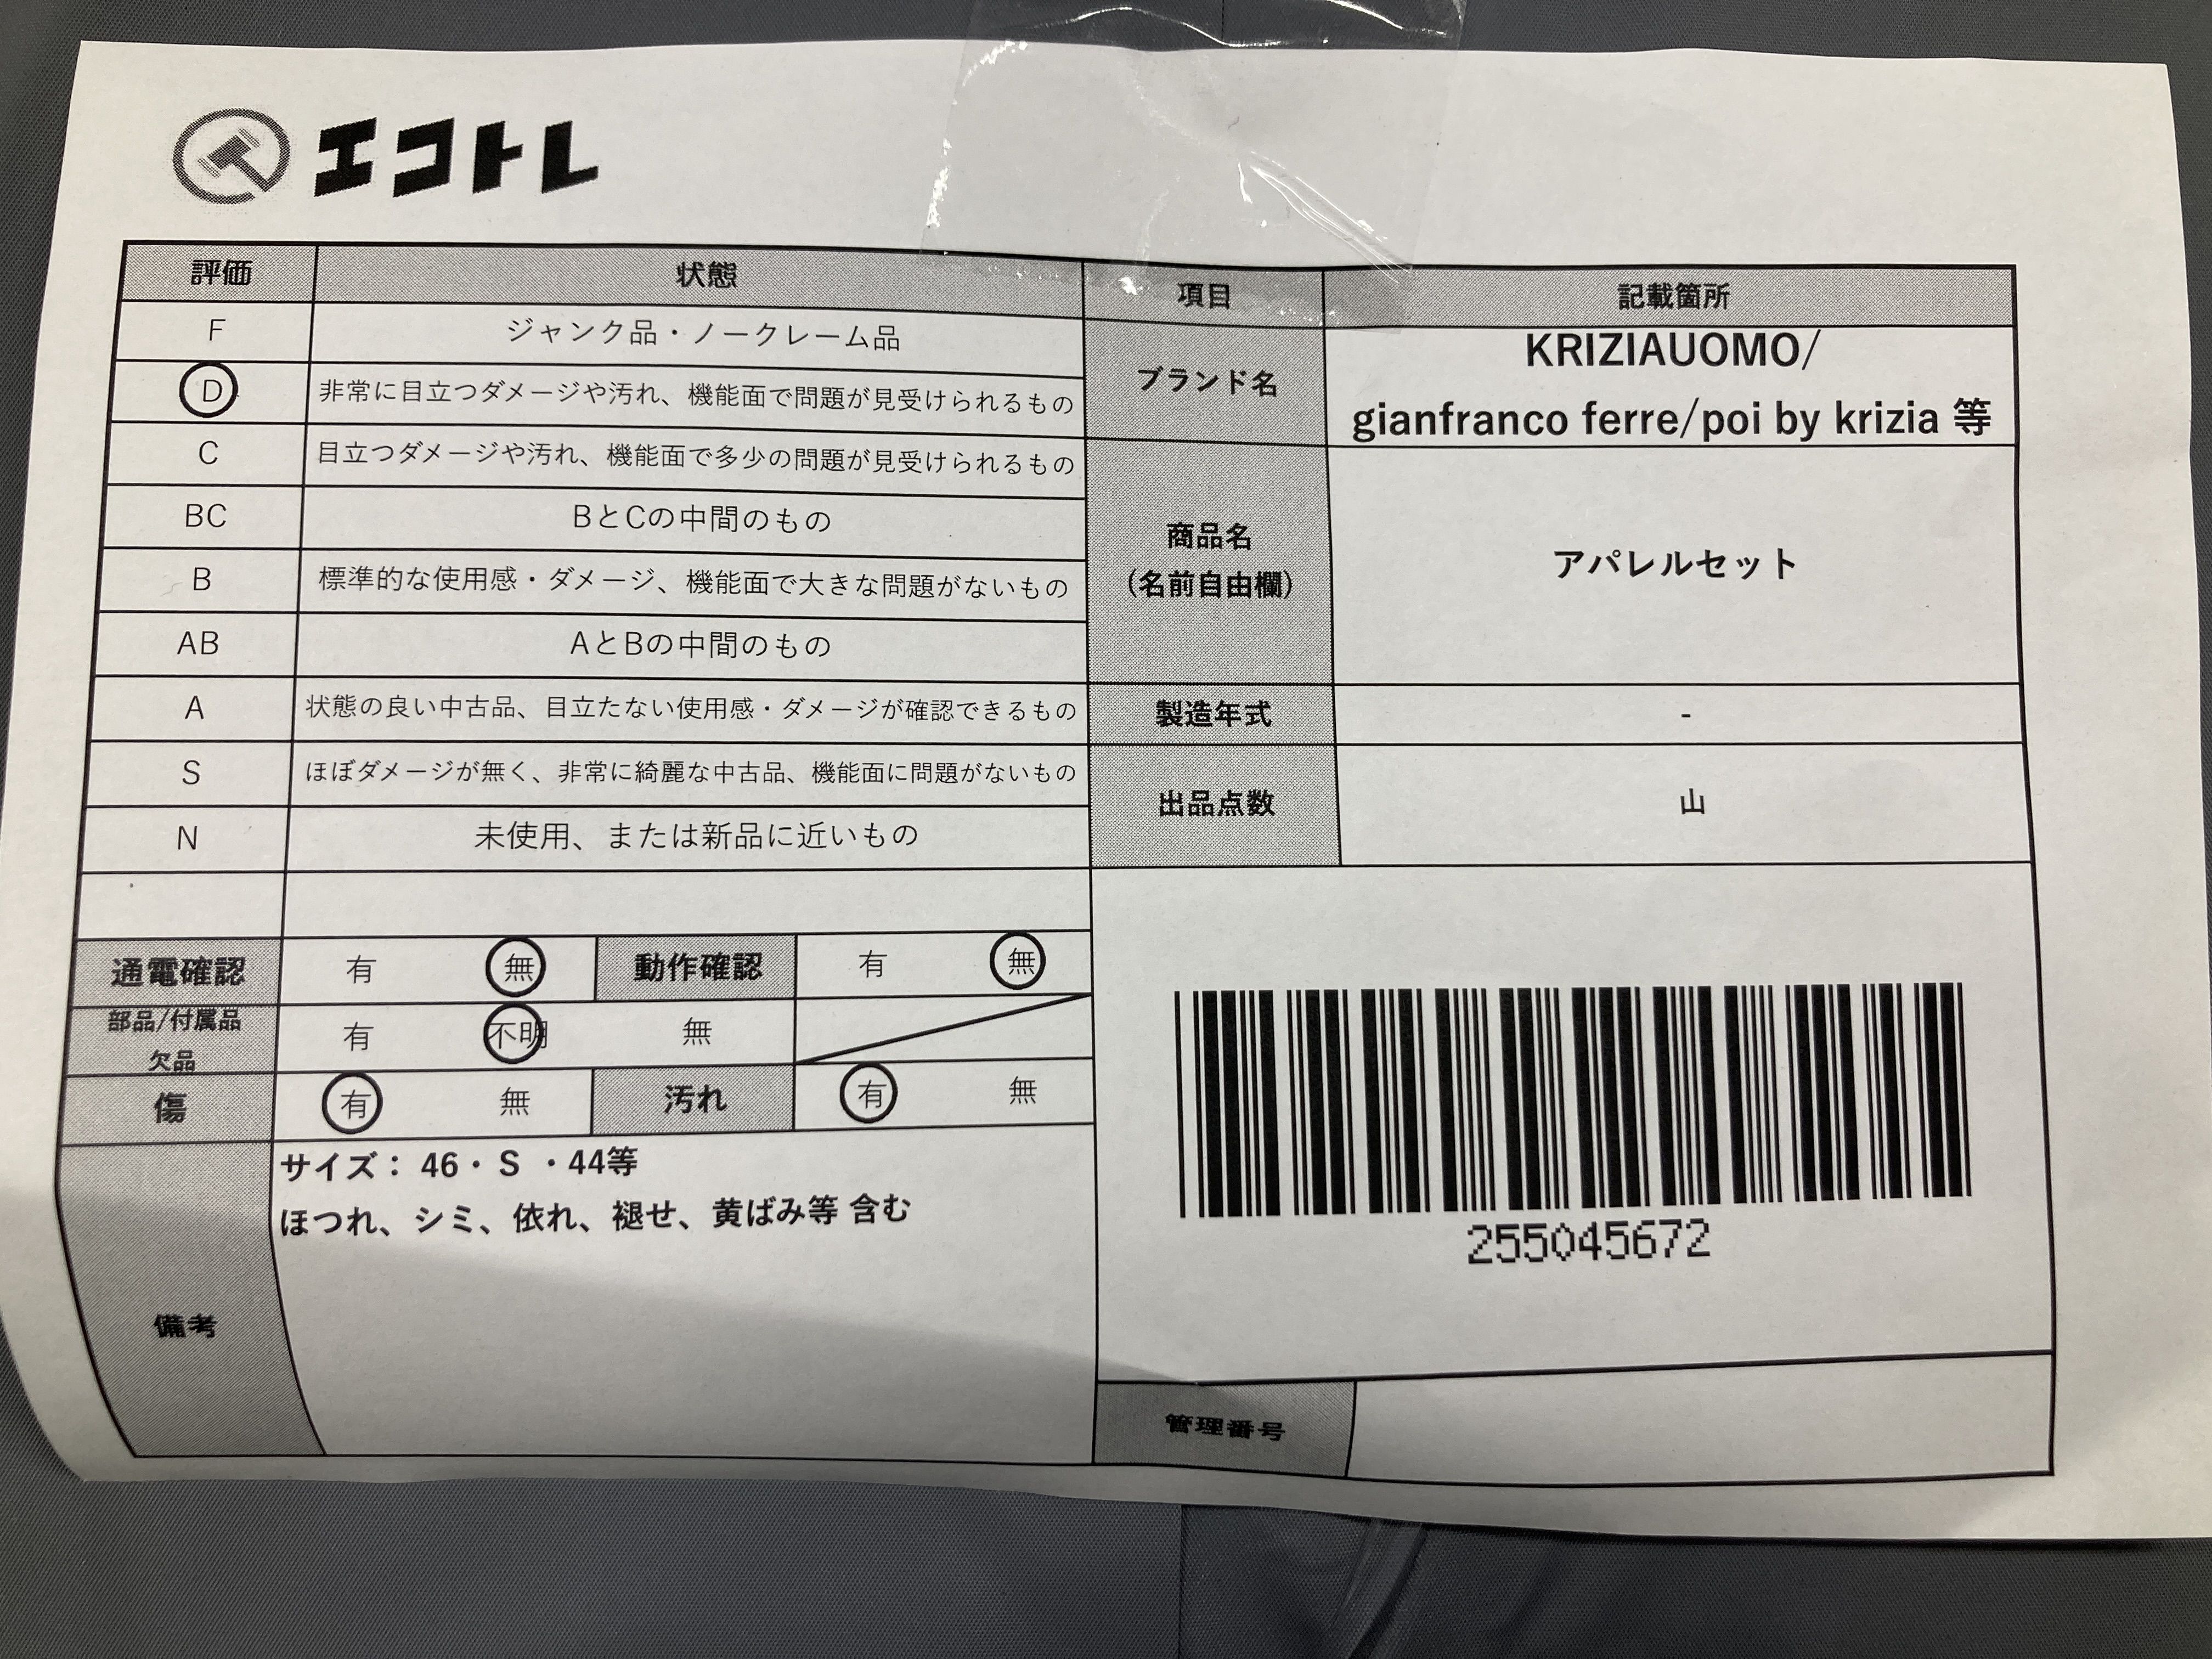 エコトレ
評価 状態
F ジャンク品・ノークレーム品
D 非常に目立つダメージや汚れ、機能面で問題が見受けられるもの
C 目立つダメージや汚れ、機能面で多少の問題が見受けられるもの
BC BとCの中間のもの
B 標準的な使用感・ダメージ、機能面で大きな問題がないもの
AB AとBの中間のもの
A 状態の良い中古品、目立たない使用感・ダメージが確認できるもの
S ほぼダメージが無く、非常に綺麗な中古品、機能面に問題がないもの
N 未使用、または新品に近いもの
通電確認 有 無 動作確認 有 無
部品/付属品
欠品 有 不明 無
傷 有 無 汚れ 有 無
備考
サイズ： 46・S ・44等
ほつれ、シミ、依れ、褪せ、黄ばみ等 含む
項目 記載箇所
ブランド名
KRIZIAUOMO/
gianfranco ferre/poi by krizia 等
商品名
（名前自由欄）
アパレルセット
製造年式 -
出品点数 山
255045672
管理番号